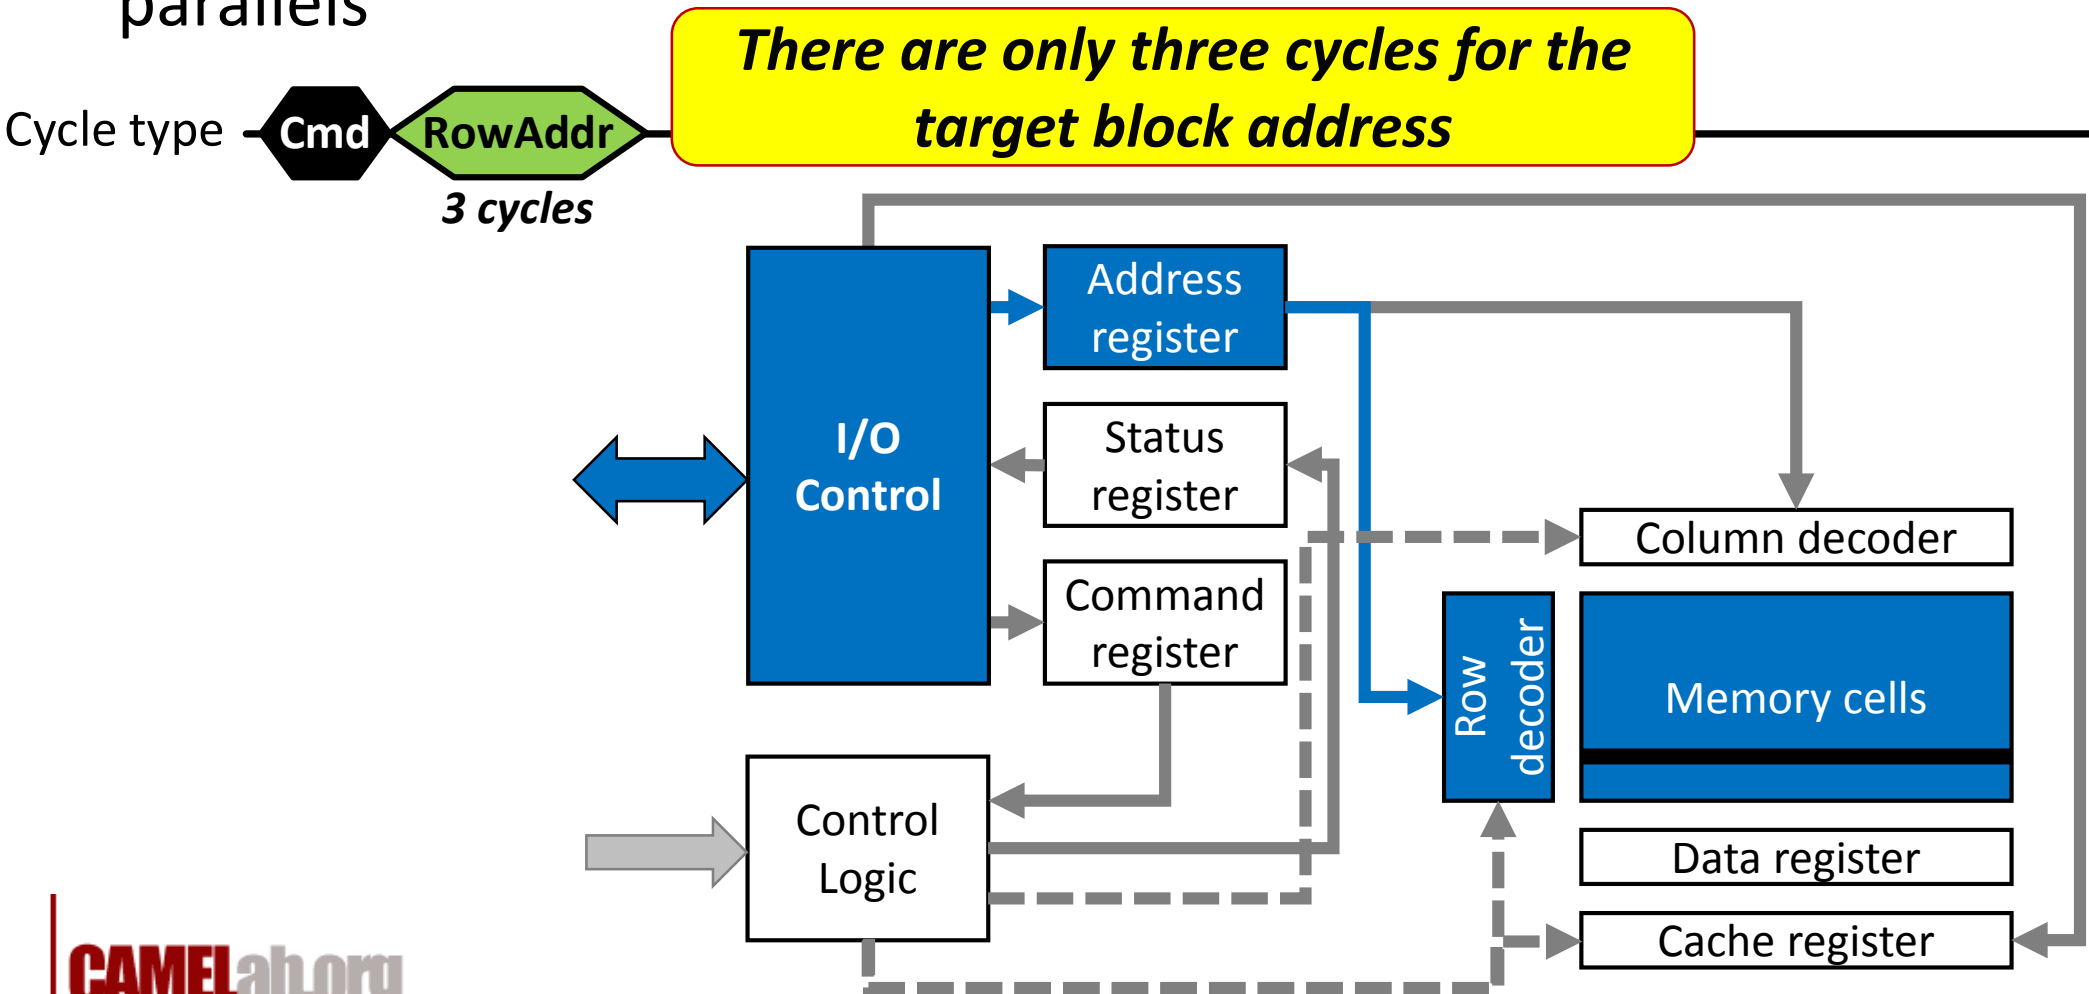 parallels
There are only three cycles for the
target block address
Cycle type
Cmd
RowAddr
3 cycles
Address
register
I/O
Control
Status
register
Column decoder
Command
register
Row
decoder
Memory cells
Control
Logic
Data register
Cache register
CAMELab.org